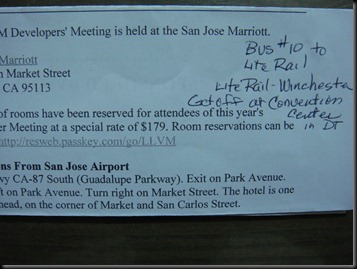 M Developers' Meeting is held at the San Jose Marriott.
Bus #10 to
Lite Rail
Marriott
n Market Street
CA 95113
Lite Rail-Winchester
Get off at Convention
Center
in DT
of rooms have been reserved for attendees of this year's
er Meeting at a special rate of $179. Room reservations can be
http://resweb.passkey.com/go/LLVM
ns From San Jose Airport
vy CA-87 South (Guadalupe Parkway). Exit on Park Avenue.
ft on Park Avenue. Turn right on Market Street. The hotel is one
head, on the corner of Market and San Carlos Street.